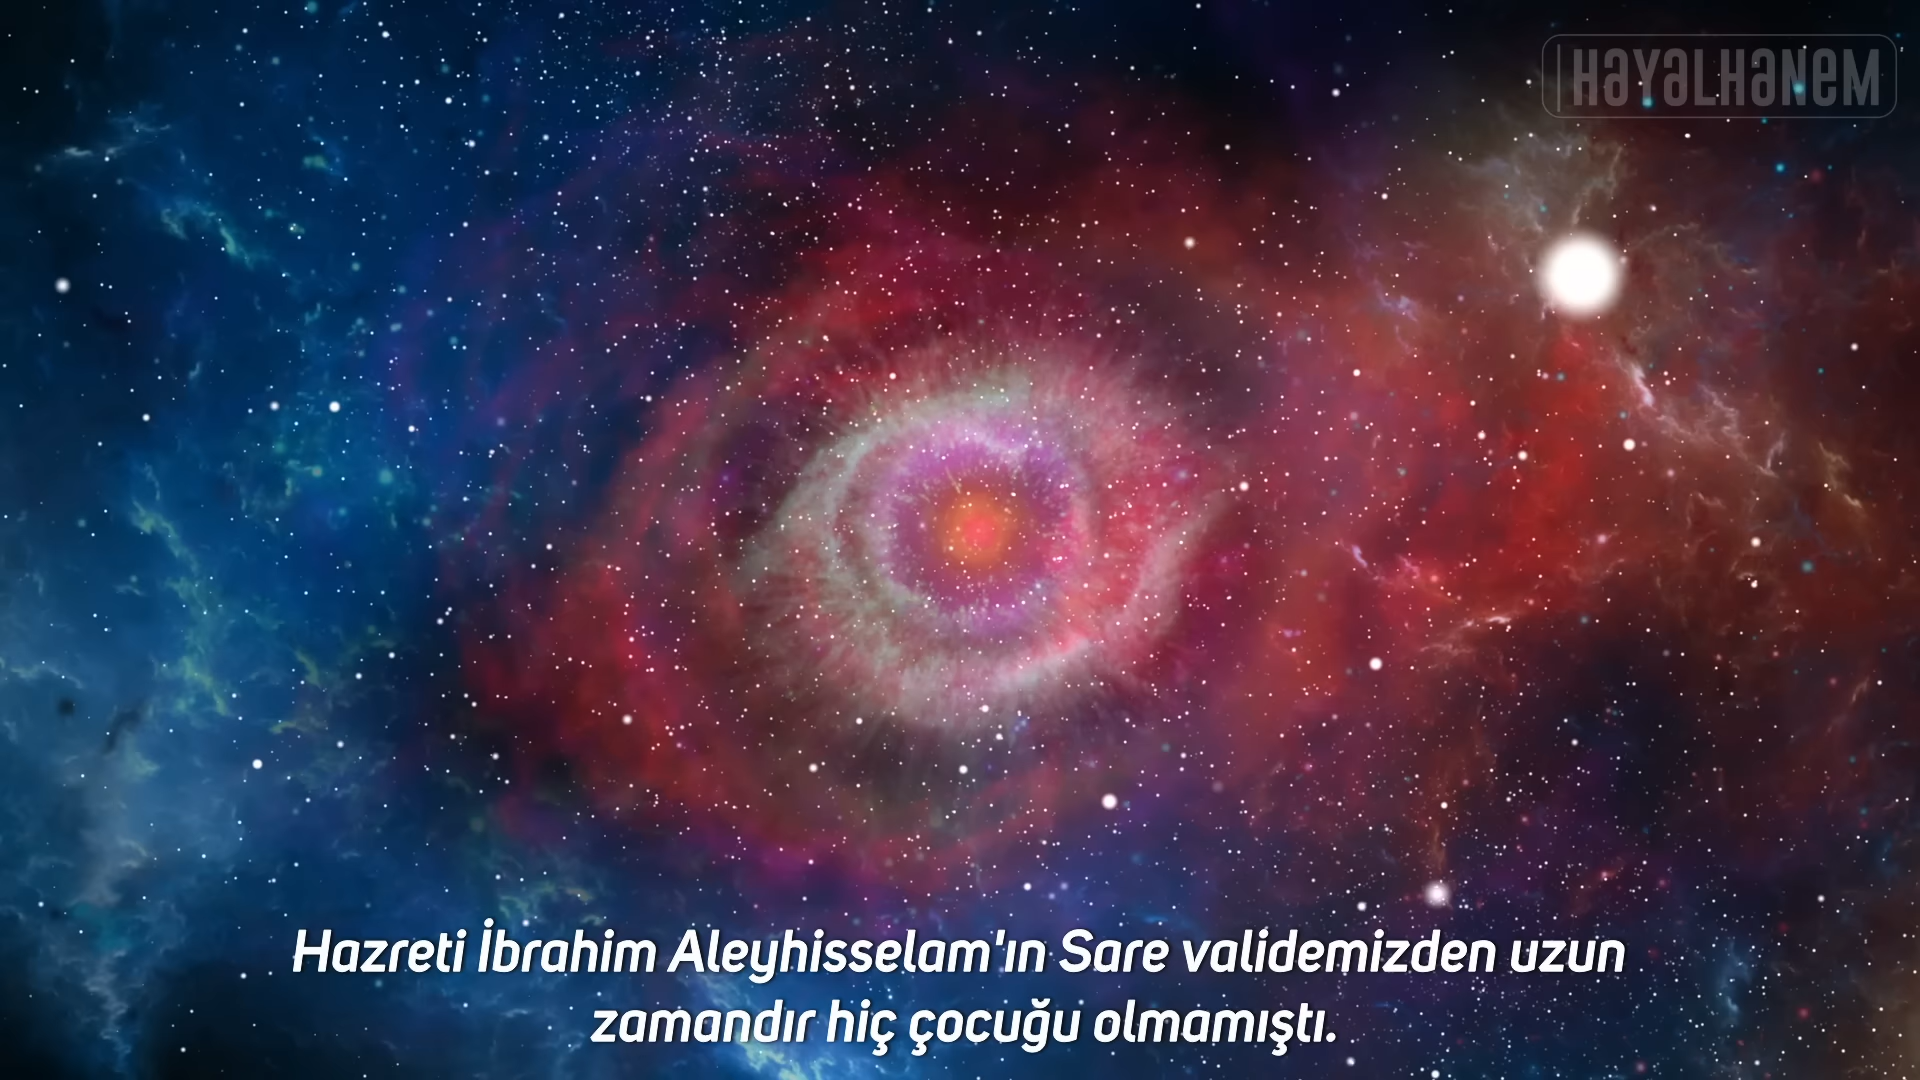 HAYALHANEM
Hazreti İbrahim Aleyhisselam'ın Sare validemizden uzun
zamandır hiç çocuğu olmamıştı.